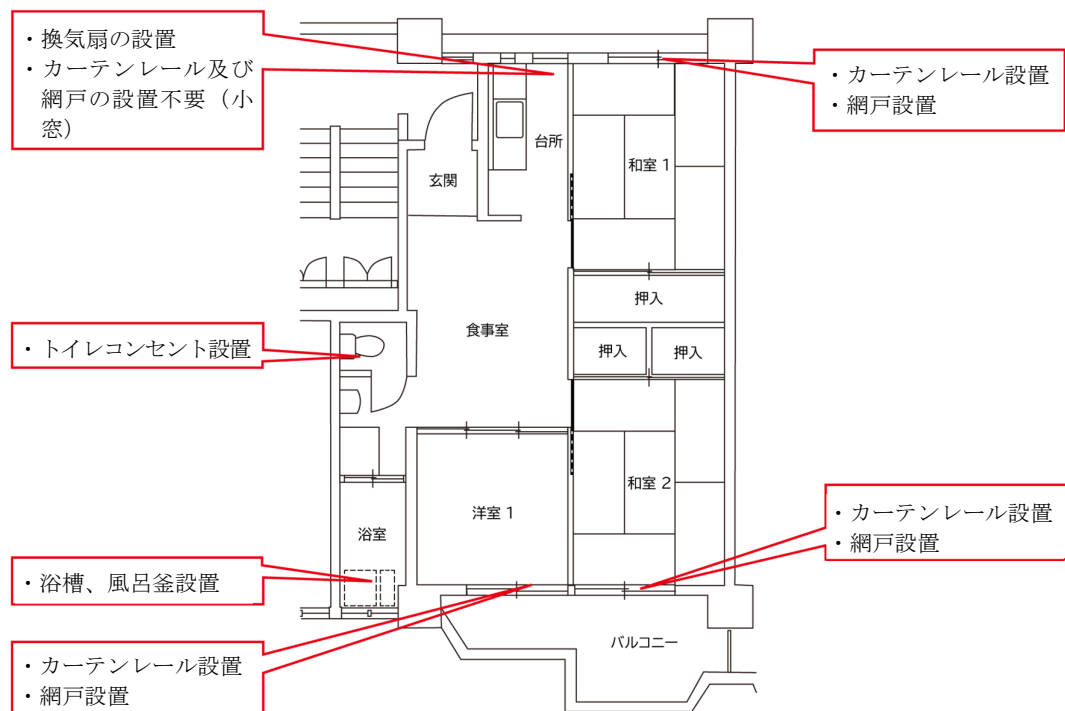 ・換気扇の設置
・カーテンレール及び
網戸の設置不要（小
窓）
・カーテンレール設置
・網戸設置
台所
和室 1
玄関
押入
食事室
押入
押入
・トイレコンセント設置
和室 2
洋室 1
・カーテンレール設置
・網戸設置
浴室
・浴槽、風呂釜設置
バルコニー
・カーテンレール設置
・網戸設置